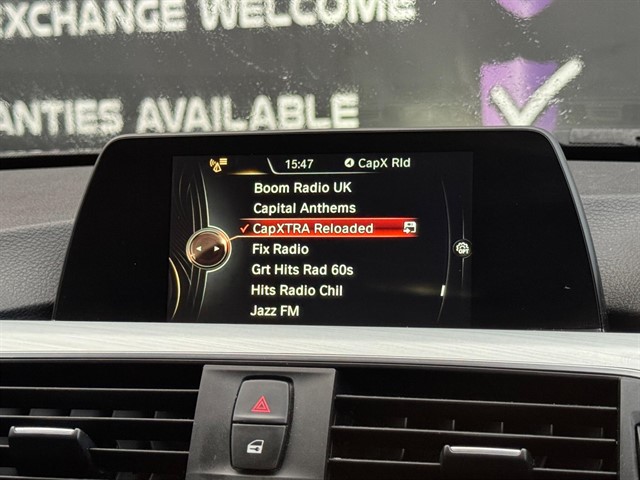 EXCHANGE WELCOME
ANTIES AVAILABLE
15:47 CapX Rld
Boom Radio UK
Capital Anthems
CapXTRA Reloaded
Fix Radio
Grt Hits Rad 60s
Hits Radio Chil
Jazz FM
OPT